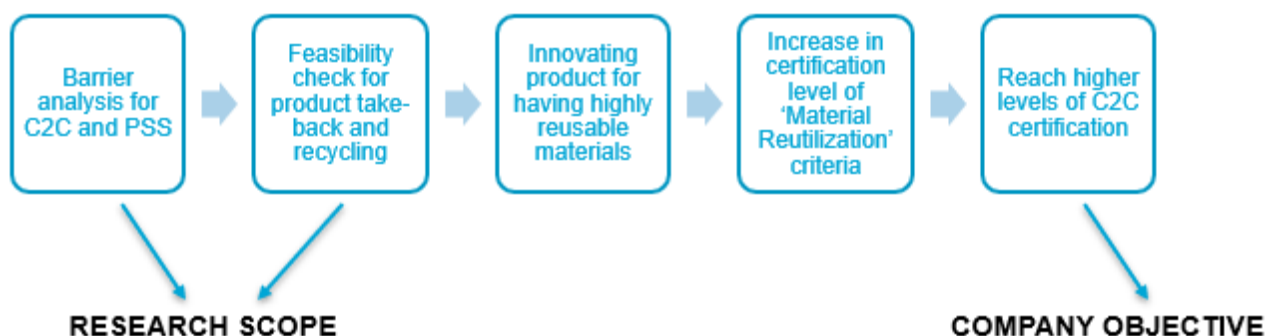 Barrier
analysis for
C2C and PSS
Feasibility
check for
product take-
back and
recycling
Innovating
product for
having highly
reusable
materials
Increase in
certification
level of
‘Material
Reutilization’
criteria
Reach higher
levels of C2C
certification
RESEARCH SCOPE
COMPANY OBJECTIVE